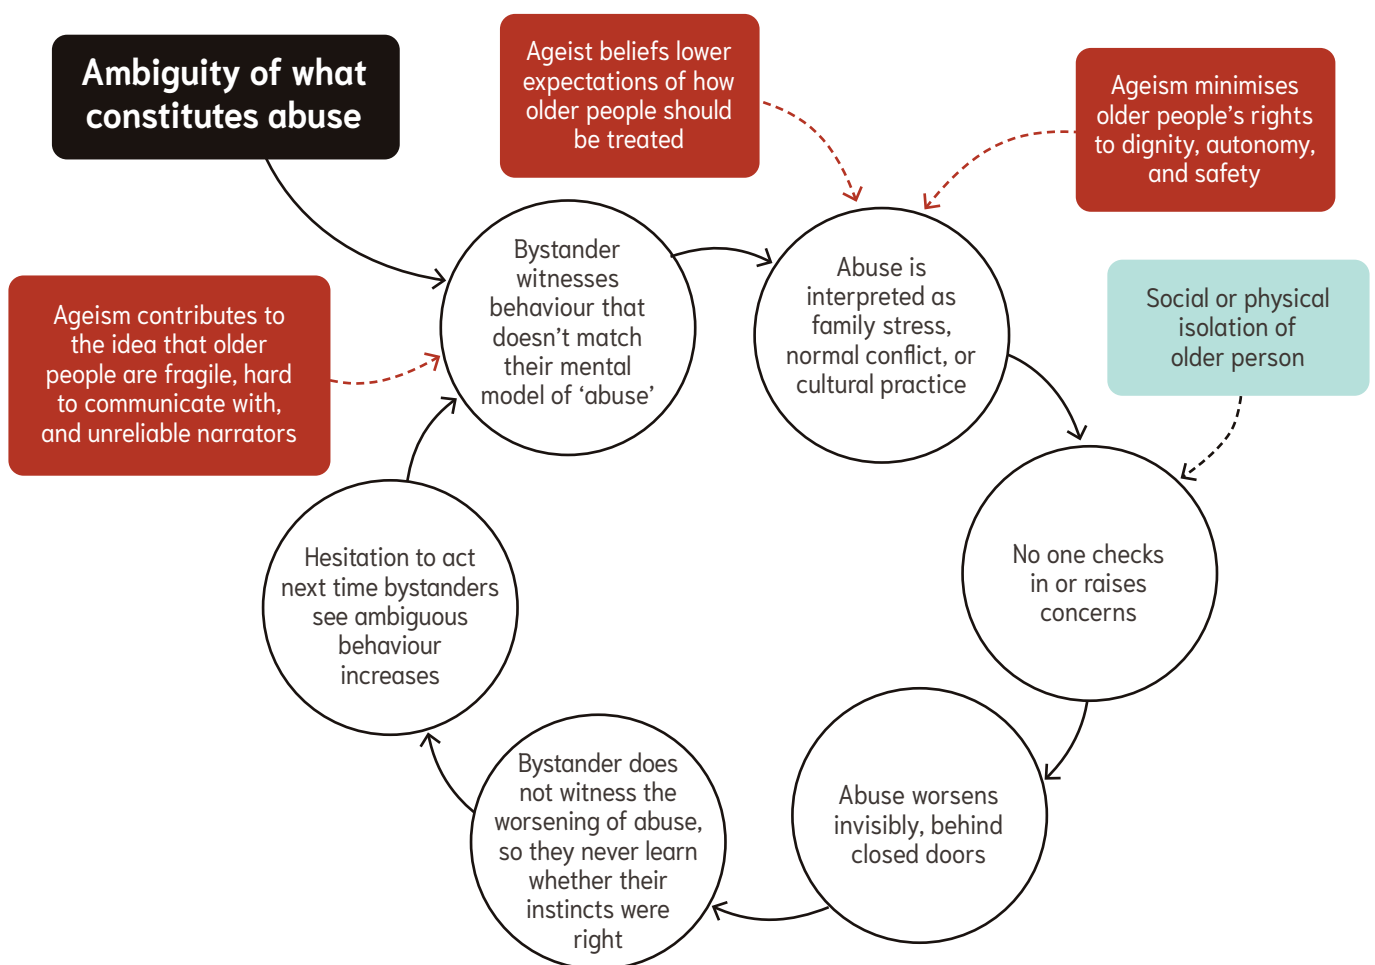 Ambiguity of what
constitutes abuse
Ageist beliefs lower
expectations of how
older people should
be treated
Ageism minimises
older people’s rights
to dignity, autonomy,
and safety
Ageism contributes to
the idea that older
people are fragile, hard
to communicate with,
and unreliable narrators
Bystander
witnesses
behaviour that
doesn’t match
their mental
model of ‘abuse’
Abuse is
interpreted as
family stress,
normal conflict, or
cultural practice
Social or physical
isolation of
older person
No one checks
in or raises
concerns
Abuse worsens
invisibly, behind
closed doors
Bystander does
not witness the
worsening of abuse,
so they never learn
whether their
instincts were
right
Hesitation to act
next time bystanders
see ambiguous
behaviour
increases